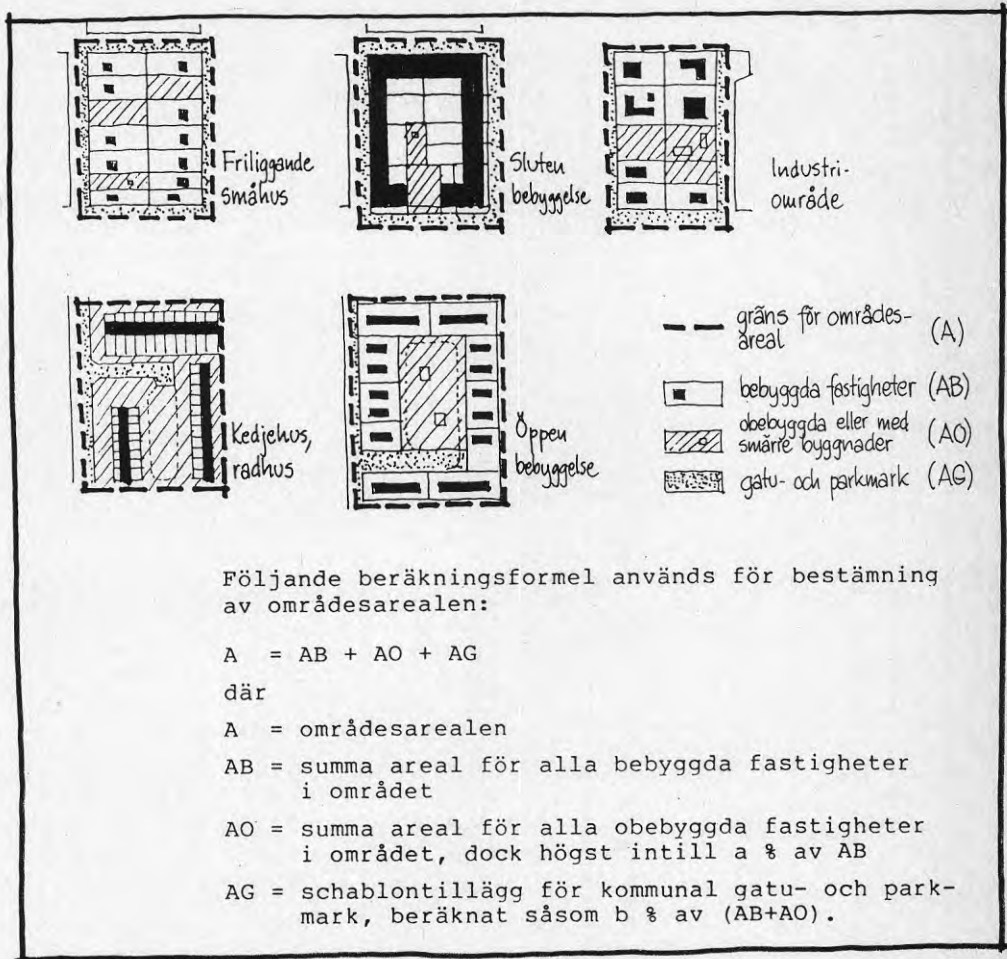 Friliggande
småhus
Sluten
bebyggelse
Industri-
område
Kedjehus,
radhus
Öppen
bebyggelse
gräns för områdes-
areal (A)
bebyggda fastigheter (AB)
obebyggda eller med
smärre byggnader (AO)
gatu- och parkmark (AG)
Följande beräkningsformel används för bestämning
av områdesarealen:
A = AB + AO + AG
där
A = områdesarealen
AB = summa areal för alla bebyggda fastigheter
i området
AO = summa areal för alla obebyggda fastigheter
i området, dock högst intill a % av AB
AG = schablontillägg för kommunal gatu- och park-
mark, beräknat såsom b % av (AB+AO).